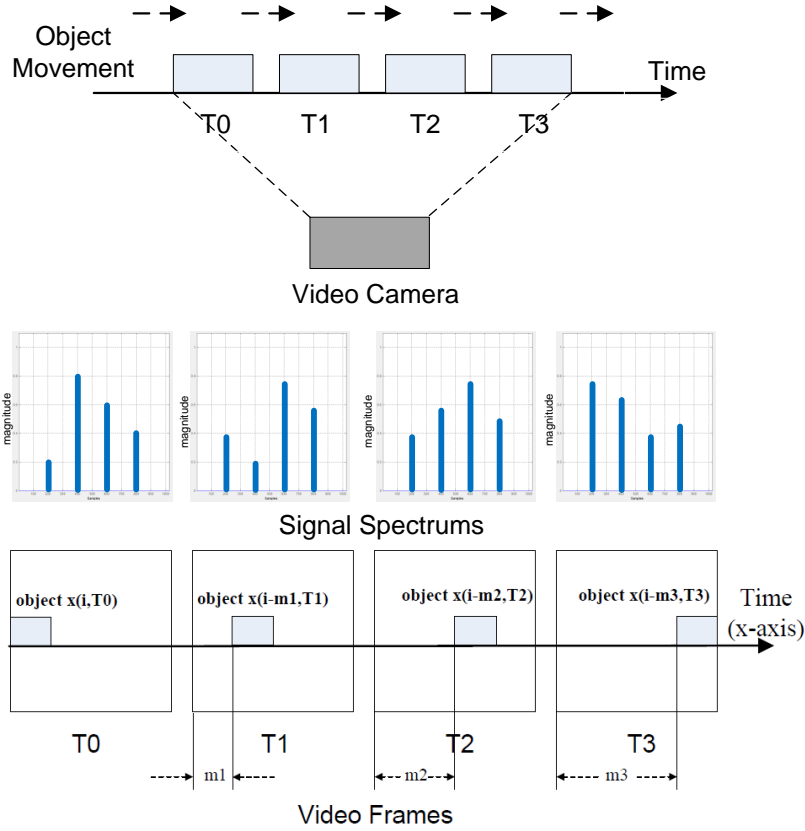 Object
Movement
Time
T0
T1
T2
T3
Video Camera
magnitude
magnitude
magnitude
magnitude
Signal Spectrums
object x(i,T0)
object x(i-m1,T1)
object x(i-m2,T2)
object x(i-m3,T3)
Time
(x-axis)
T0
T1
T2
T3
m1
m2
m3
Video Frames